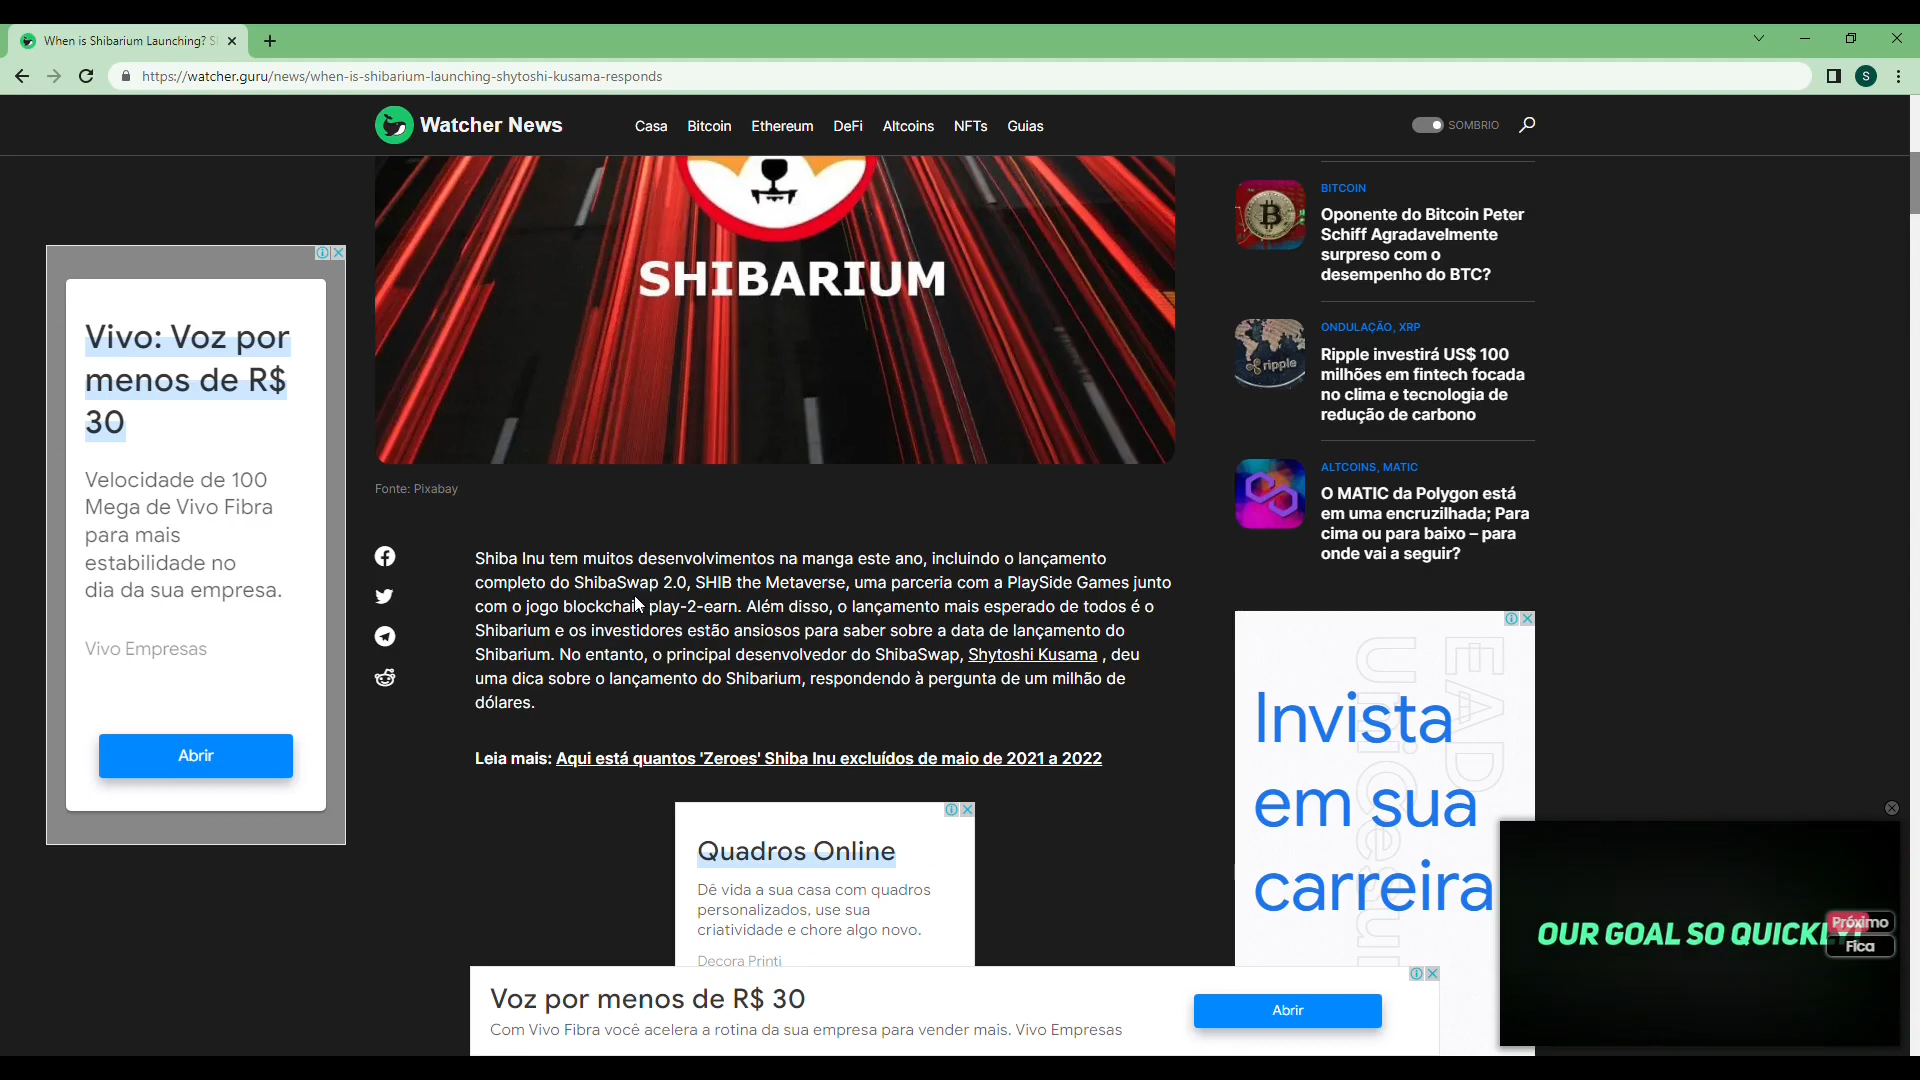 When is Shibarium Launching? S
https://watcher.guru/news/when-is-shibarium-launching-shytoshi-kusama-responds
S
Watcher News
Casa
Bitcoin
Ethereum
DeFi
Altcoins
NFTs
Guias
SOMBRIO
SHIBARIUM
Fonte: Pixabay
Shiba Inu tem muitos desenvolvimentos na manga este ano, incluindo o lançamento
completo do ShibaSwap 2.0, SHIB the Metaverse, uma parceria com a PlaySide Games junto
com o jogo blockchain play-2-earn. Além disso, o lançamento mais esperado de todos é o
Shibarium e os investidores estão ansiosos para saber sobre a data de lançamento do
Shibarium. No entanto, o principal desenvolvedor do ShibaSwap, Shytoshi Kusama , deu
uma dica sobre o lançamento do Shibarium, respondendo à pergunta de um milhão de
dólares.
Leia mais: Aqui está quantos 'Zeroes' Shiba Inu excluídos de maio de 2021 a 2022
Vivo: Voz por
menos de R$
30
Velocidade de 100
Mega de Vivo Fibra
para mais
estabilidade no
dia da sua empresa.
Vivo Empresas
Abrir
BITCOIN
Oponente do Bitcoin Peter
Schiff Agradavelmente
surpreso com o
desempenho do BTC?
ripple
ONDULAÇÃO, XRP
Ripple investirá US$ 100
milhões em fintech focada
no clima e tecnologia de
redução de carbono
ALTCOINS, MATIC
O MATIC da Polygon está
em uma encruzilhada; Para
cima ou para baixo – para
onde vai a seguir?
Quadros Online
Dê vida a sua casa com quadros
personalizados, use sua
criatividade e chore algo novo.
Decora Printi
EAD
Unicesu
Invista
em sua
carreira
Voz por menos de R$ 30
Com Vivo Fibra você acelera a rotina da sua empresa para vender mais. Vivo Empresas
Abrir
OUR GOAL SO QUICKLY!
Próximo
Fica